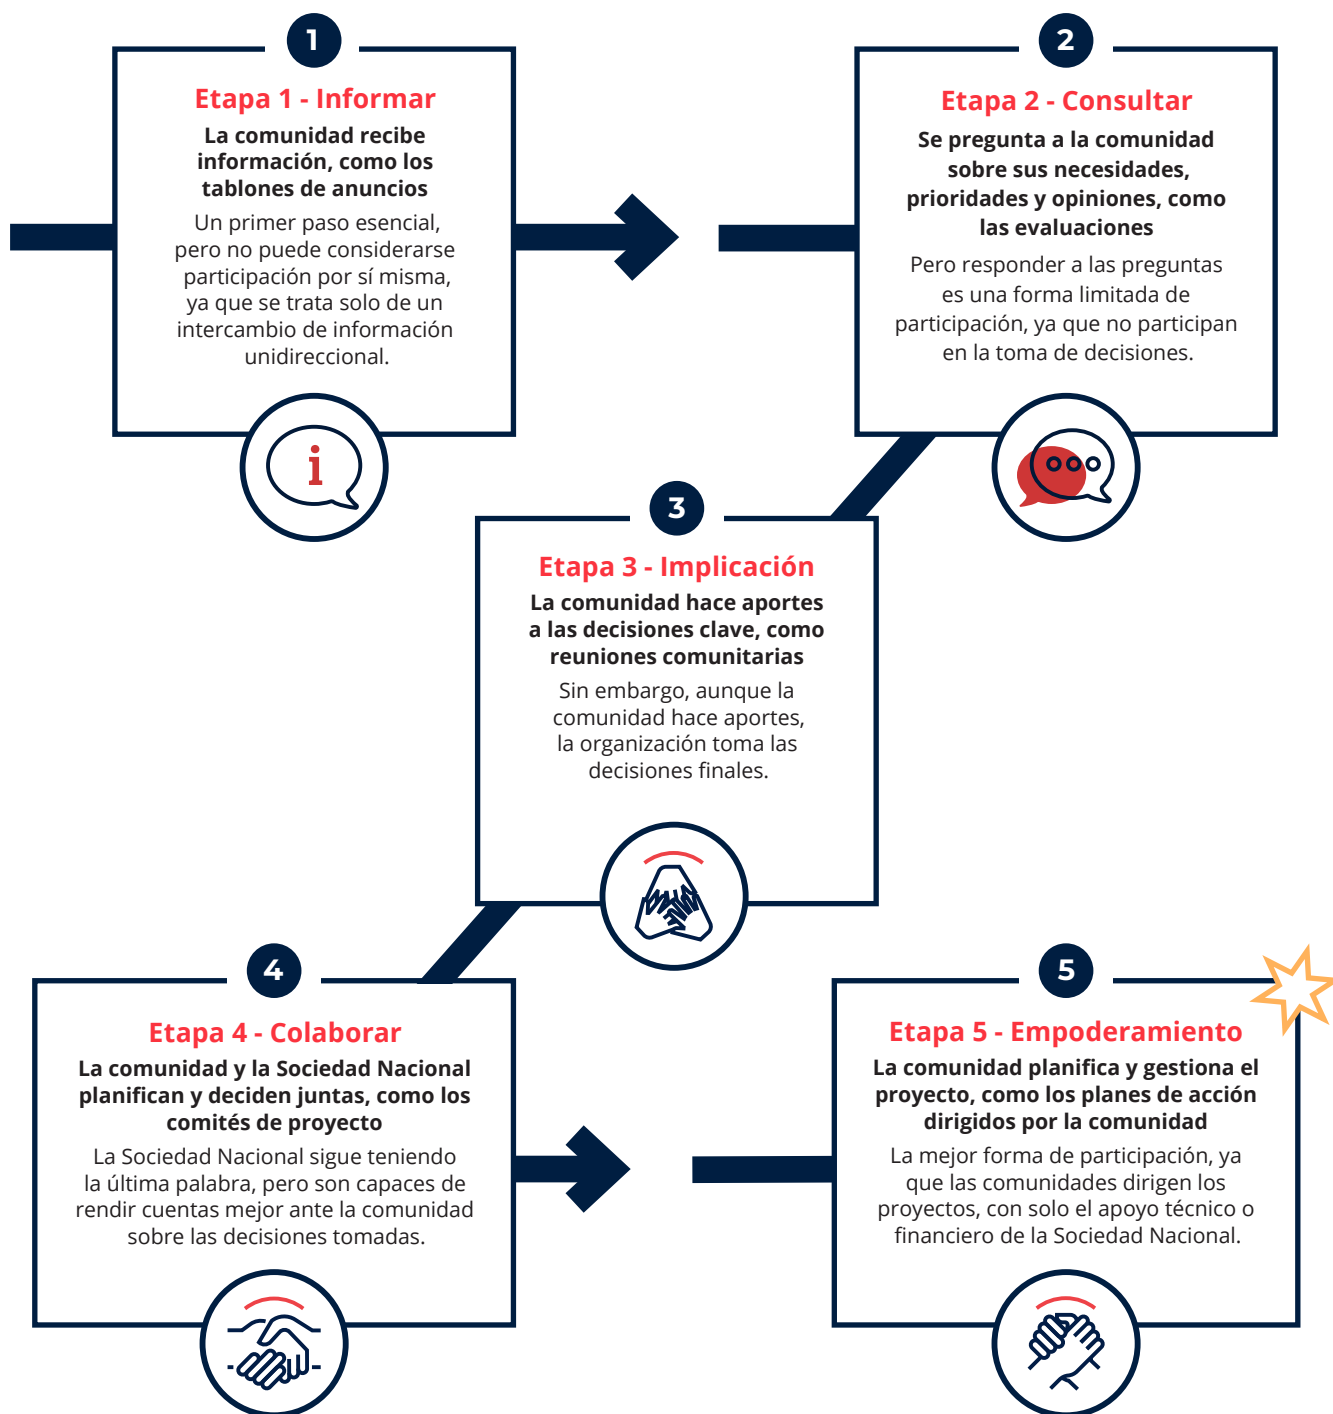 1
Etapa 1 - Informar
La comunidad recibe
información, como los
tablones de anuncios
Un primer paso esencial,
pero no puede considerarse
participación por sí misma,
ya que se trata solo de un
intercambio de información
unidireccional.
i
2
Etapa 2 - Consultar
Se pregunta a la comunidad
sobre sus necesidades,
prioridades y opiniones, como
las evaluaciones
Pero responder a las preguntas
es una forma limitada de
participación, ya que no participan
en la toma de decisiones.
3
Etapa 3 - Implicación
La comunidad hace aportes
a las decisiones clave, como
reuniones comunitarias
Sin embargo, aunque la
comunidad hace aportes,
la organización toma las
decisiones finales.
4
Etapa 4 - Colaborar
La comunidad y la Sociedad Nacional
planifican y deciden juntas, como los
comités de proyecto
La Sociedad Nacional sigue teniendo
la última palabra, pero son capaces de
rendir cuentas mejor ante la comunidad
sobre las decisiones tomadas.
5
Etapa 5 - Empoderamiento
La comunidad planifica y gestiona el
proyecto, como los planes de acción
dirigidos por la comunidad
La mejor forma de participación, ya
que las comunidades dirigen los
proyectos, con solo el apoyo técnico o
financiero de la Sociedad Nacional.